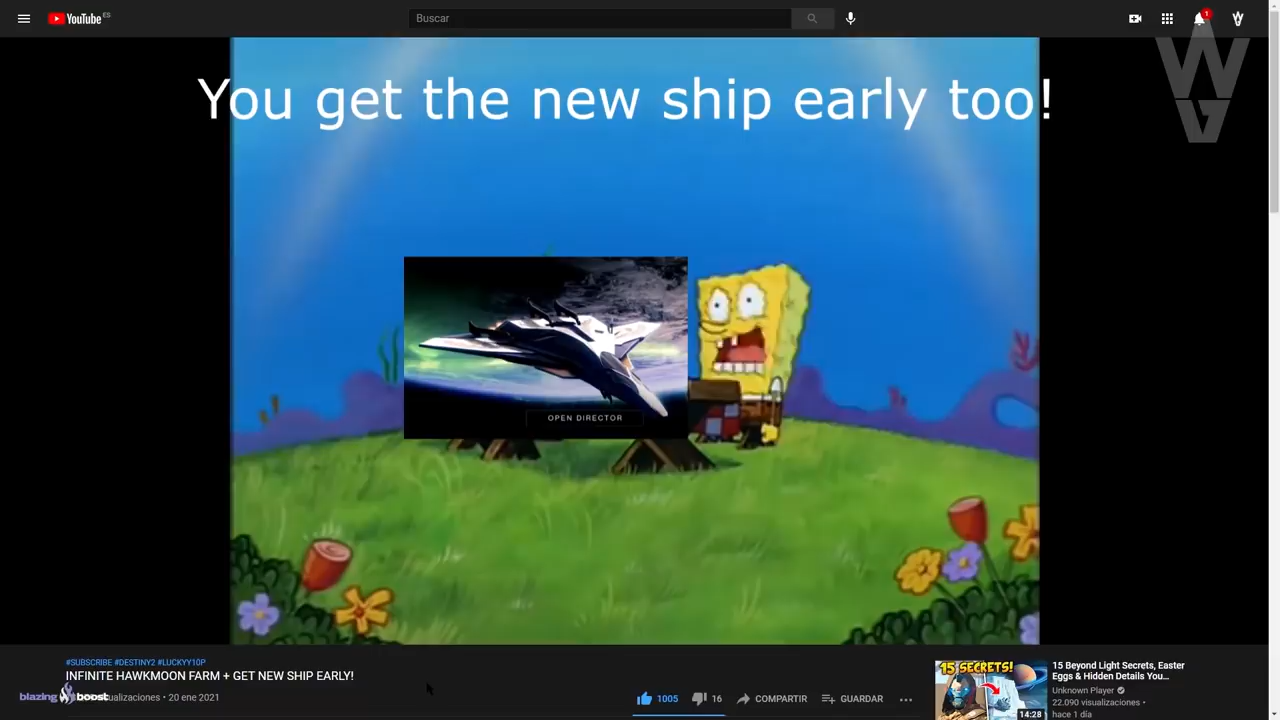 YouTube ES
Buscar
1
You get the new ship early too!
OPEN DIRECTOR
#SUBSCRIBE #DESTINY2 #LUCKYY10P
INFINITE HAWKMOON FARM + GET NEW SHIP EARLY!
blazing boost
ualizaciones • 20 ene 2021
1005
16
COMPARTIR
GUARDAR
15 SECRETS!
14:28
15 Beyond Light Secrets, Easter
Eggs & Hidden Details You...
Unknown Player
22.090 visualizaciones •
hace 1 día